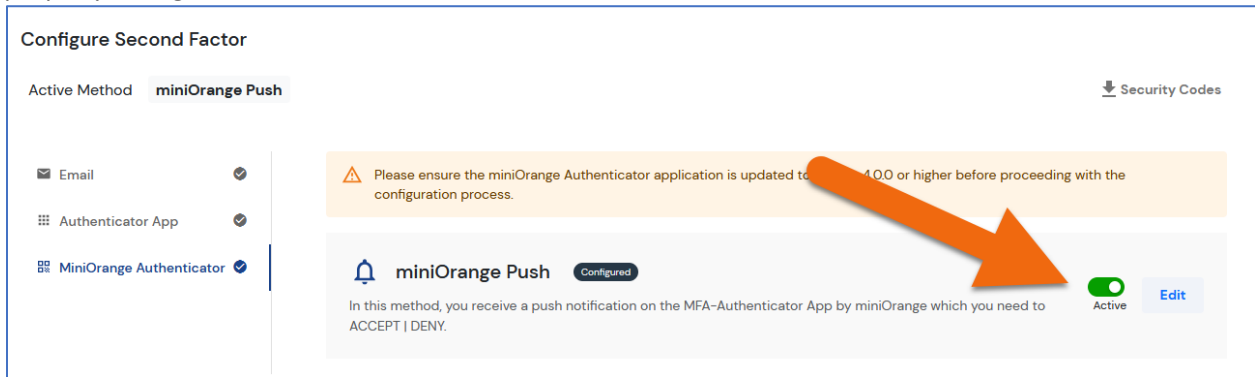 Configure Second Factor
Active Method miniOrange Push
Security Codes
Email
Authenticator App
MiniOrange Authenticator
Please ensure the miniOrange Authenticator application is updated to 4.0.0 or higher before proceeding with the
configuration process.
miniOrange Push Configured
In this method, you receive a push notification on the MFA-Authenticator App by miniOrange which you need to
ACCEPT | DENY.
Active
Edit